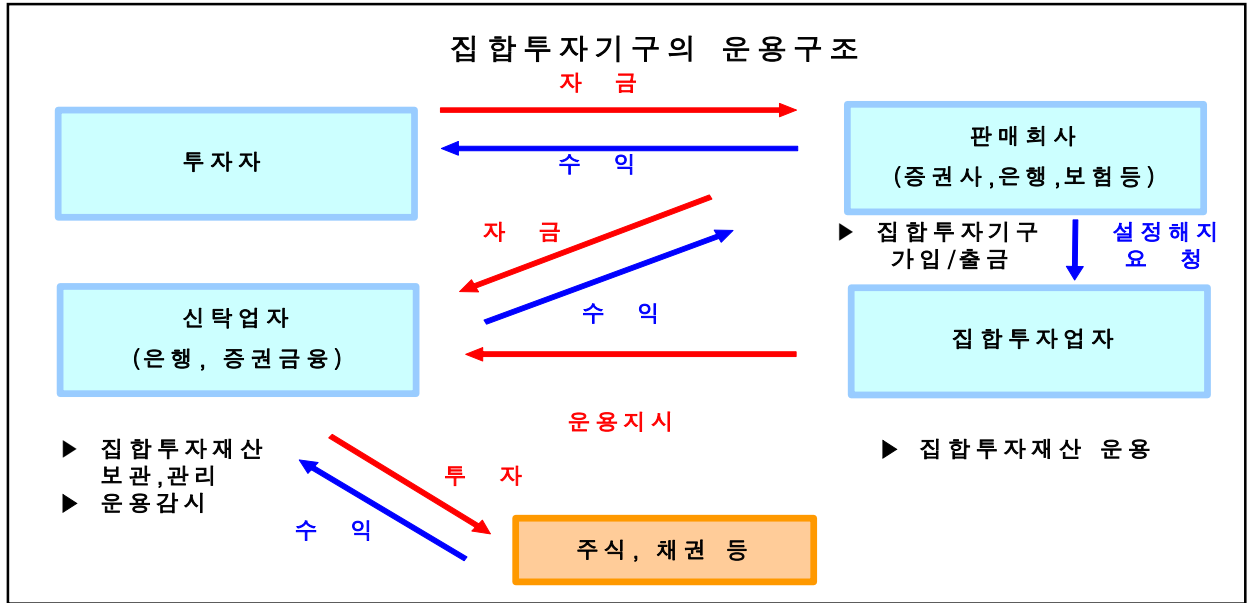 집합투자기구의 운용구조
자 금
투자자
수 익
판매회사
(증권사,은행,보험등)
자 금
▶ 집합투자기구
가입/출금
설정해지
요 청
신탁업자
(은행, 증권금융)
수 익
집합투자업자
운용지시
▶ 집합투자재산
보관,관리
▶ 운용감시
▶ 집합투자재산 운용
투 자
수 익
주식, 채권 등